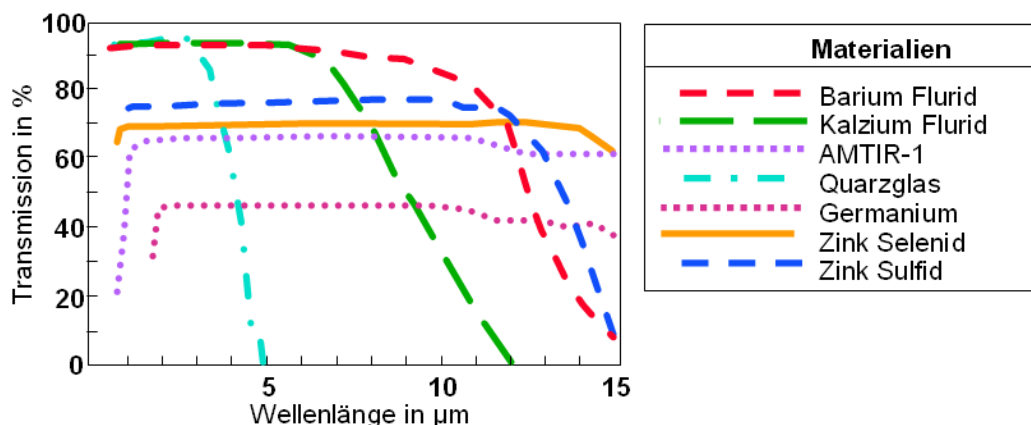 100
80
60
40
20
0
Transmission in %
5
10
15
Wellenlänge in µm
Materialien
Barium Flurid
Kalzium Flurid
AMTIR-1
Quarzglas
Germanium
Zink Selenid
Zink Sulfid